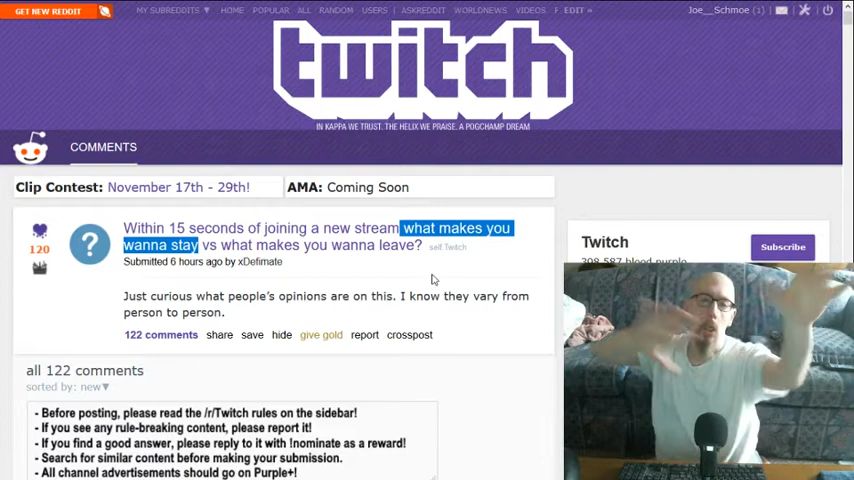 GET NEW REDDIT
MY SUBREDDITS ▼ HOME POPULAR ALL RANDOM USERS | ASKREDDIT WORLDNEWS VIDEOS F EDIT »
Joe__Schmoe (1)
twitch
IN KAPPA WE TRUST. THE HELIX WE PRAISE. A POGCHAMP DREAM
COMMENTS
Clip Contest: November 17th - 29th!
AMA: Coming Soon
120
?
Within 15 seconds of joining a new stream what makes you
wanna stay vs what makes you wanna leave? self.Twitch
Submitted 6 hours ago by xDefimate
Just curious what people's opinions are on this. I know they vary from
person to person.
122 comments share save hide give gold report crosspost
Twitch
Subscribe
398,587 blood purple
all 122 comments
sorted by: new▼
- Before posting, please read the /r/Twitch rules on the sidebar!
- If you see any rule-breaking content, please report it!
- If you find a good answer, please reply to it with !nominate as a reward!
- Search for similar content before making your submission.
- All channel advertisements should go on Purple+!